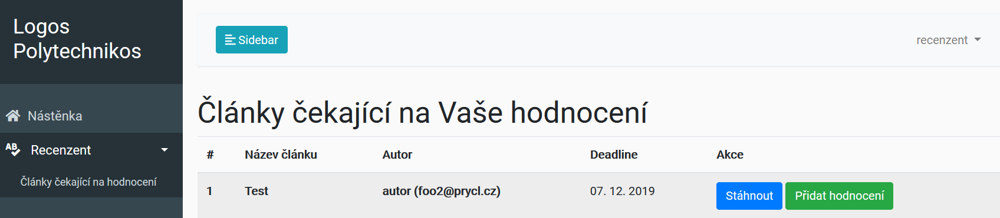 Logos
Polytechnikos
Sidebar
recenzent
Nástěnka
AB Recenzent
Články čekající na hodnocení
Články čekající na Vaše hodnocení
# Název článku Autor Deadline Akce
1 Test autor (foo2@prycl.cz) 07. 12. 2019 Stáhnout Přidat hodnocení